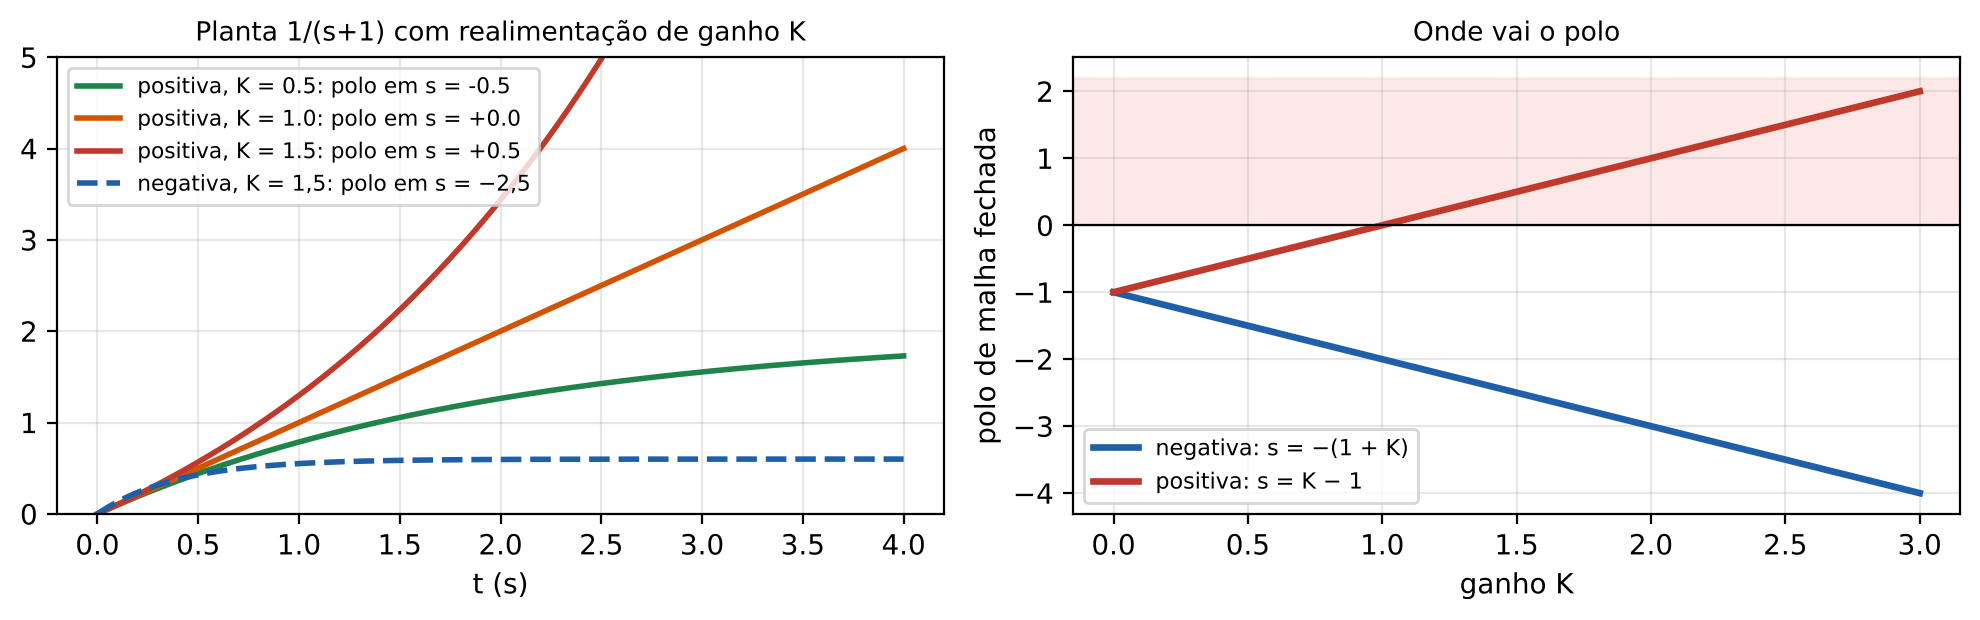 Planta 1/(s+1) com realimentação de ganho K
5
4
3
2
1
0
positiva, K = 0.5: polo em s = -0.5
positiva, K = 1.0: polo em s = +0.0
positiva, K = 1.5: polo em s = +0.5
negativa, K = 1,5: polo em s = −2,5
0.0 0.5 1.0 1.5 2.0 2.5 3.0 3.5 4.0
t (s)
Onde vai o polo
polo de malha fechada
2
1
0
−1
−2
−3
−4
negativa: s = −(1 + K)
positiva: s = K − 1
0.0 0.5 1.0 1.5 2.0 2.5 3.0
ganho K